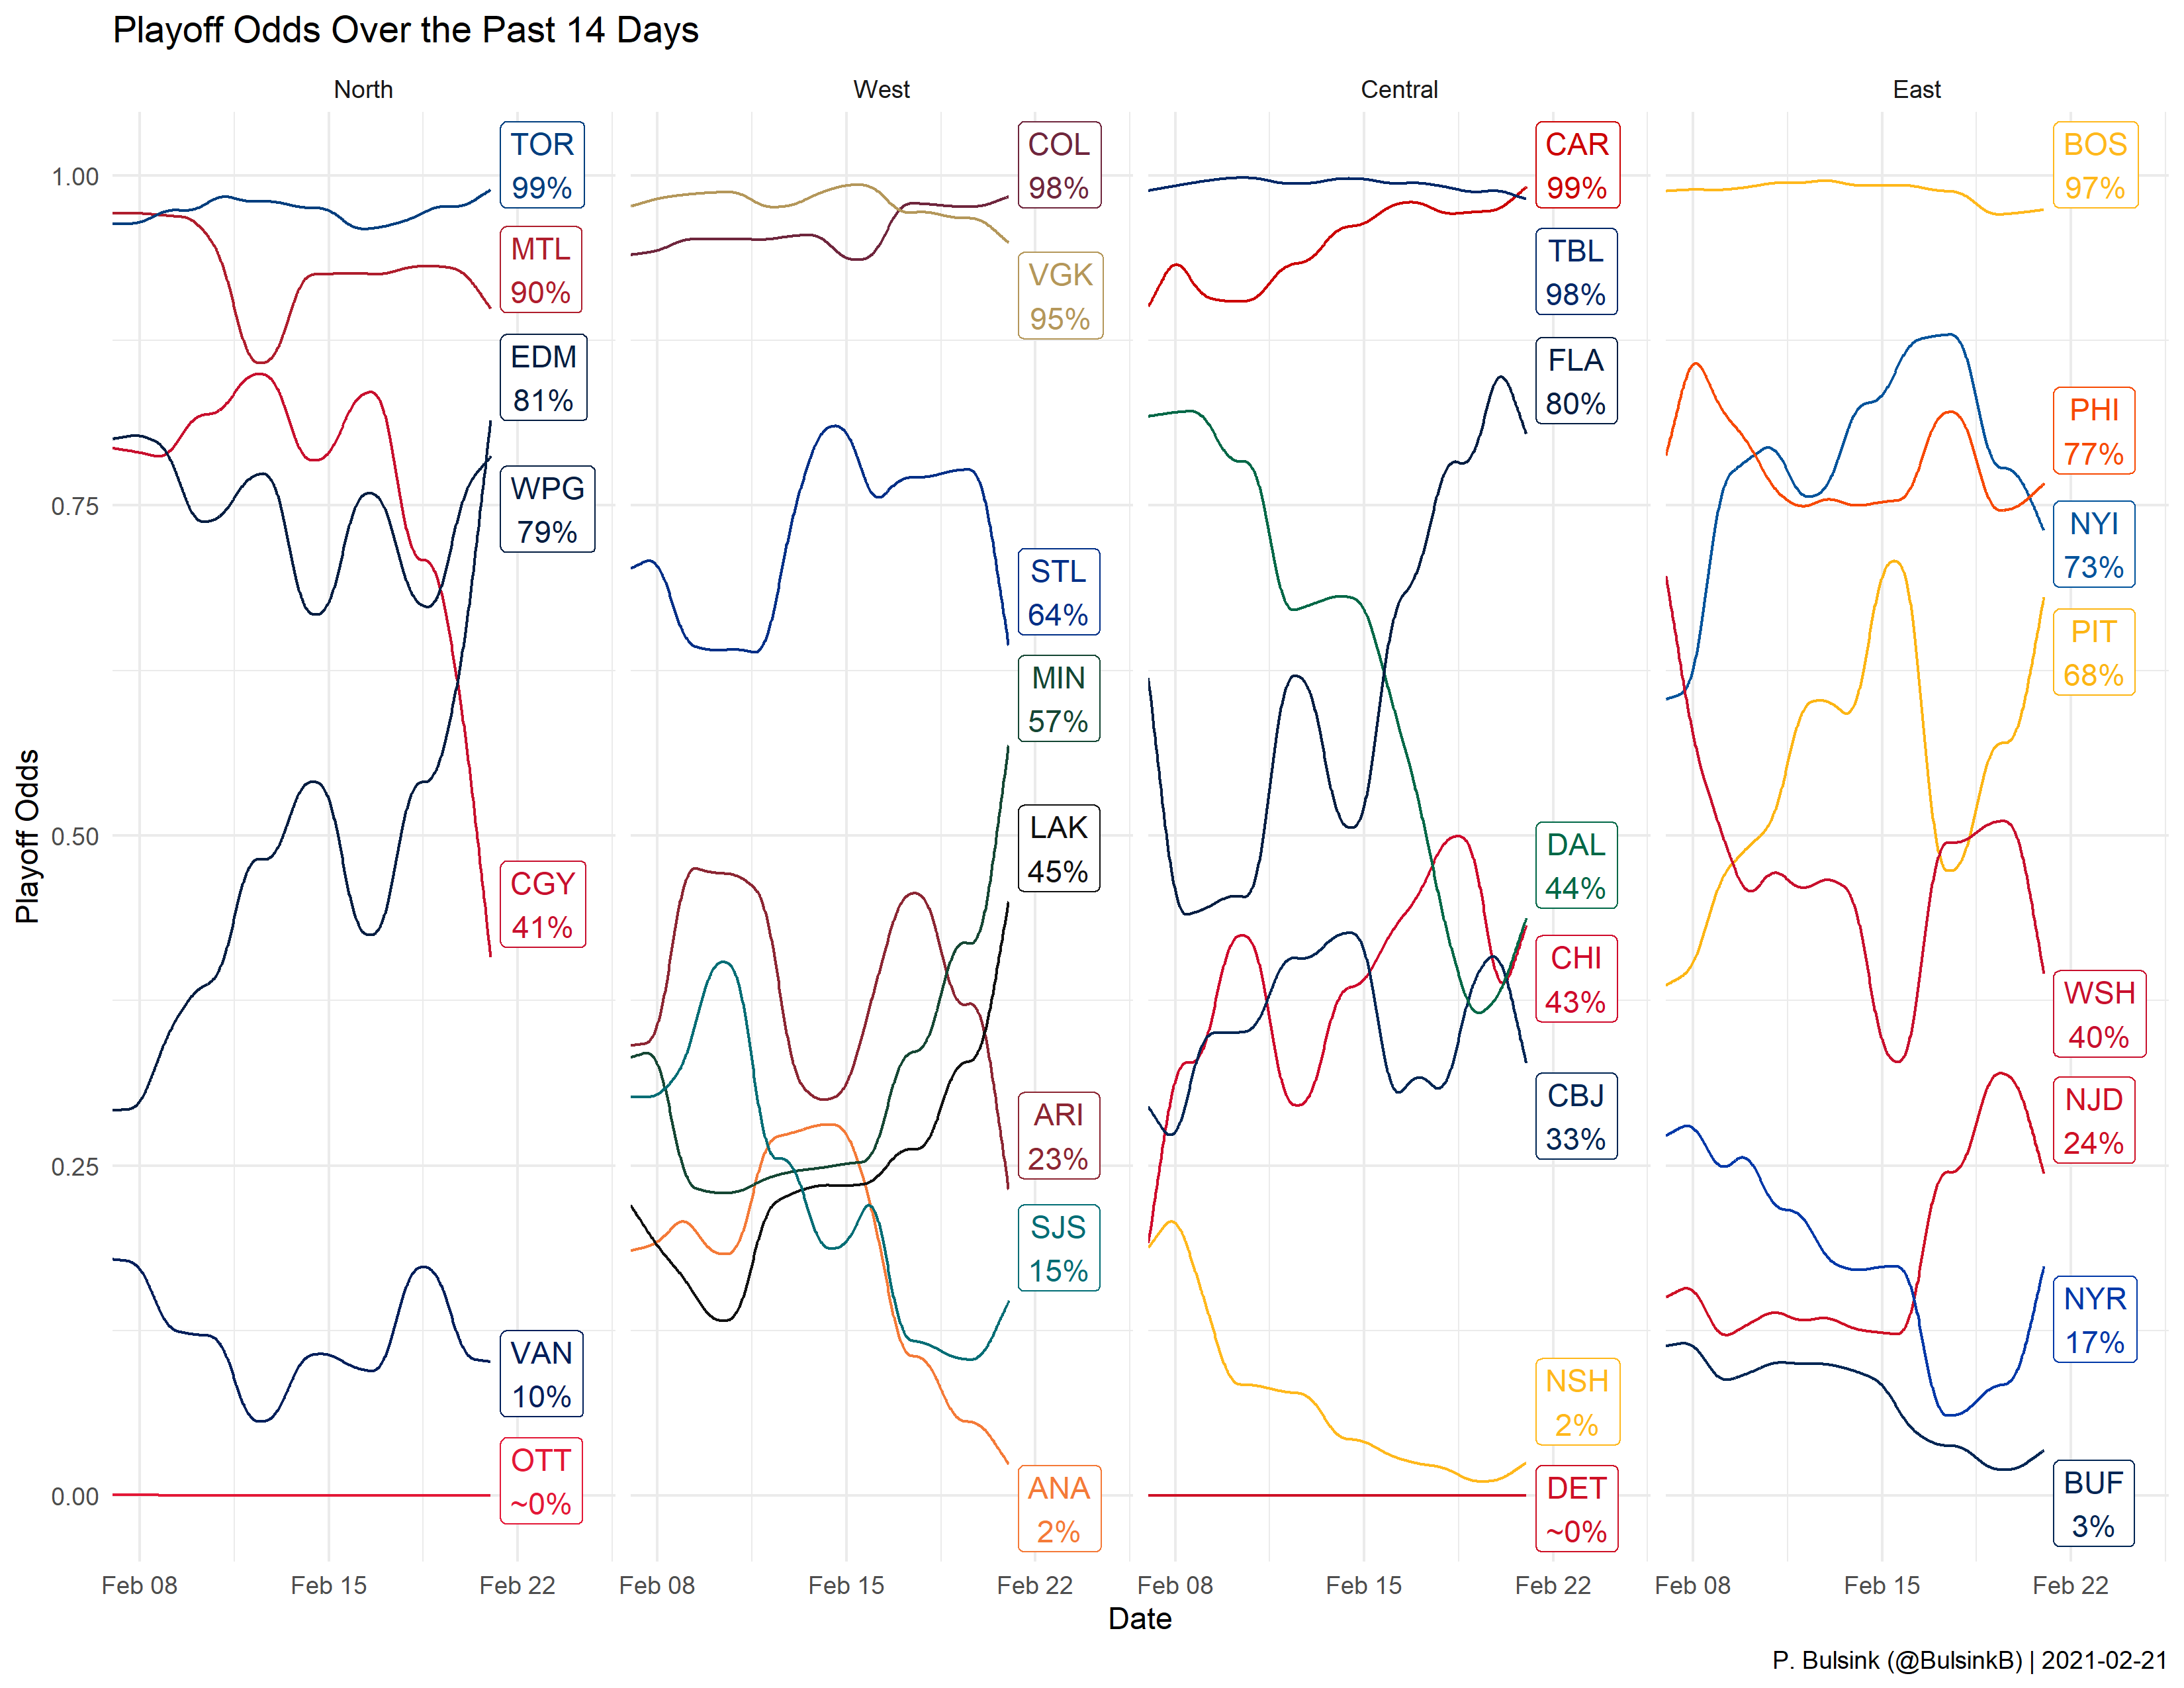 Playoff Odds Over the Past 14 Days
North
West
Central
East
Playoff Odds
1.00
0.75
0.50
0.25
0.00
TOR
99%
MTL
90%
EDM
81%
WPG
79%
CGY
41%
VAN
10%
OTT
~0%
COL
98%
VGK
95%
STL
64%
MIN
57%
LAK
45%
ARI
23%
SJS
15%
ANA
2%
CAR
99%
TBL
98%
FLA
80%
DAL
44%
CHI
43%
CBJ
33%
NSH
2%
DET
~0%
BOS
97%
PHI
77%
NYI
73%
PIT
68%
WSH
40%
NJD
24%
NYR
17%
BUF
3%
Feb 08
Feb 15
Feb 22
Feb 08
Feb 15
Feb 22
Feb 08
Feb 15
Feb 22
Feb 08
Feb 15
Feb 22
Date
P. Bulsink (@BulsinkB) | 2021-02-21